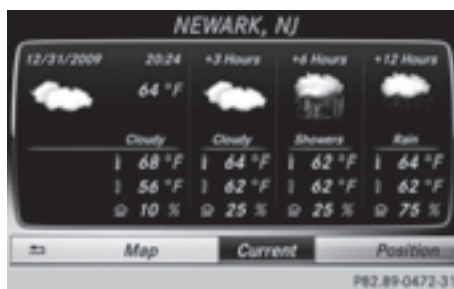 NEWARK, NJ
12/31/2009 20:24 +3 Hours +6 Hours +12 Hours
64 °F
Cloudy Cloudy Showers Rain
68 °F 64 °F 62 °F 64 °F
56 °F 62 °F 62 °F 62 °F
10 % 25 % 25 % 75 %
Map Current Position
P82.89-0472-31